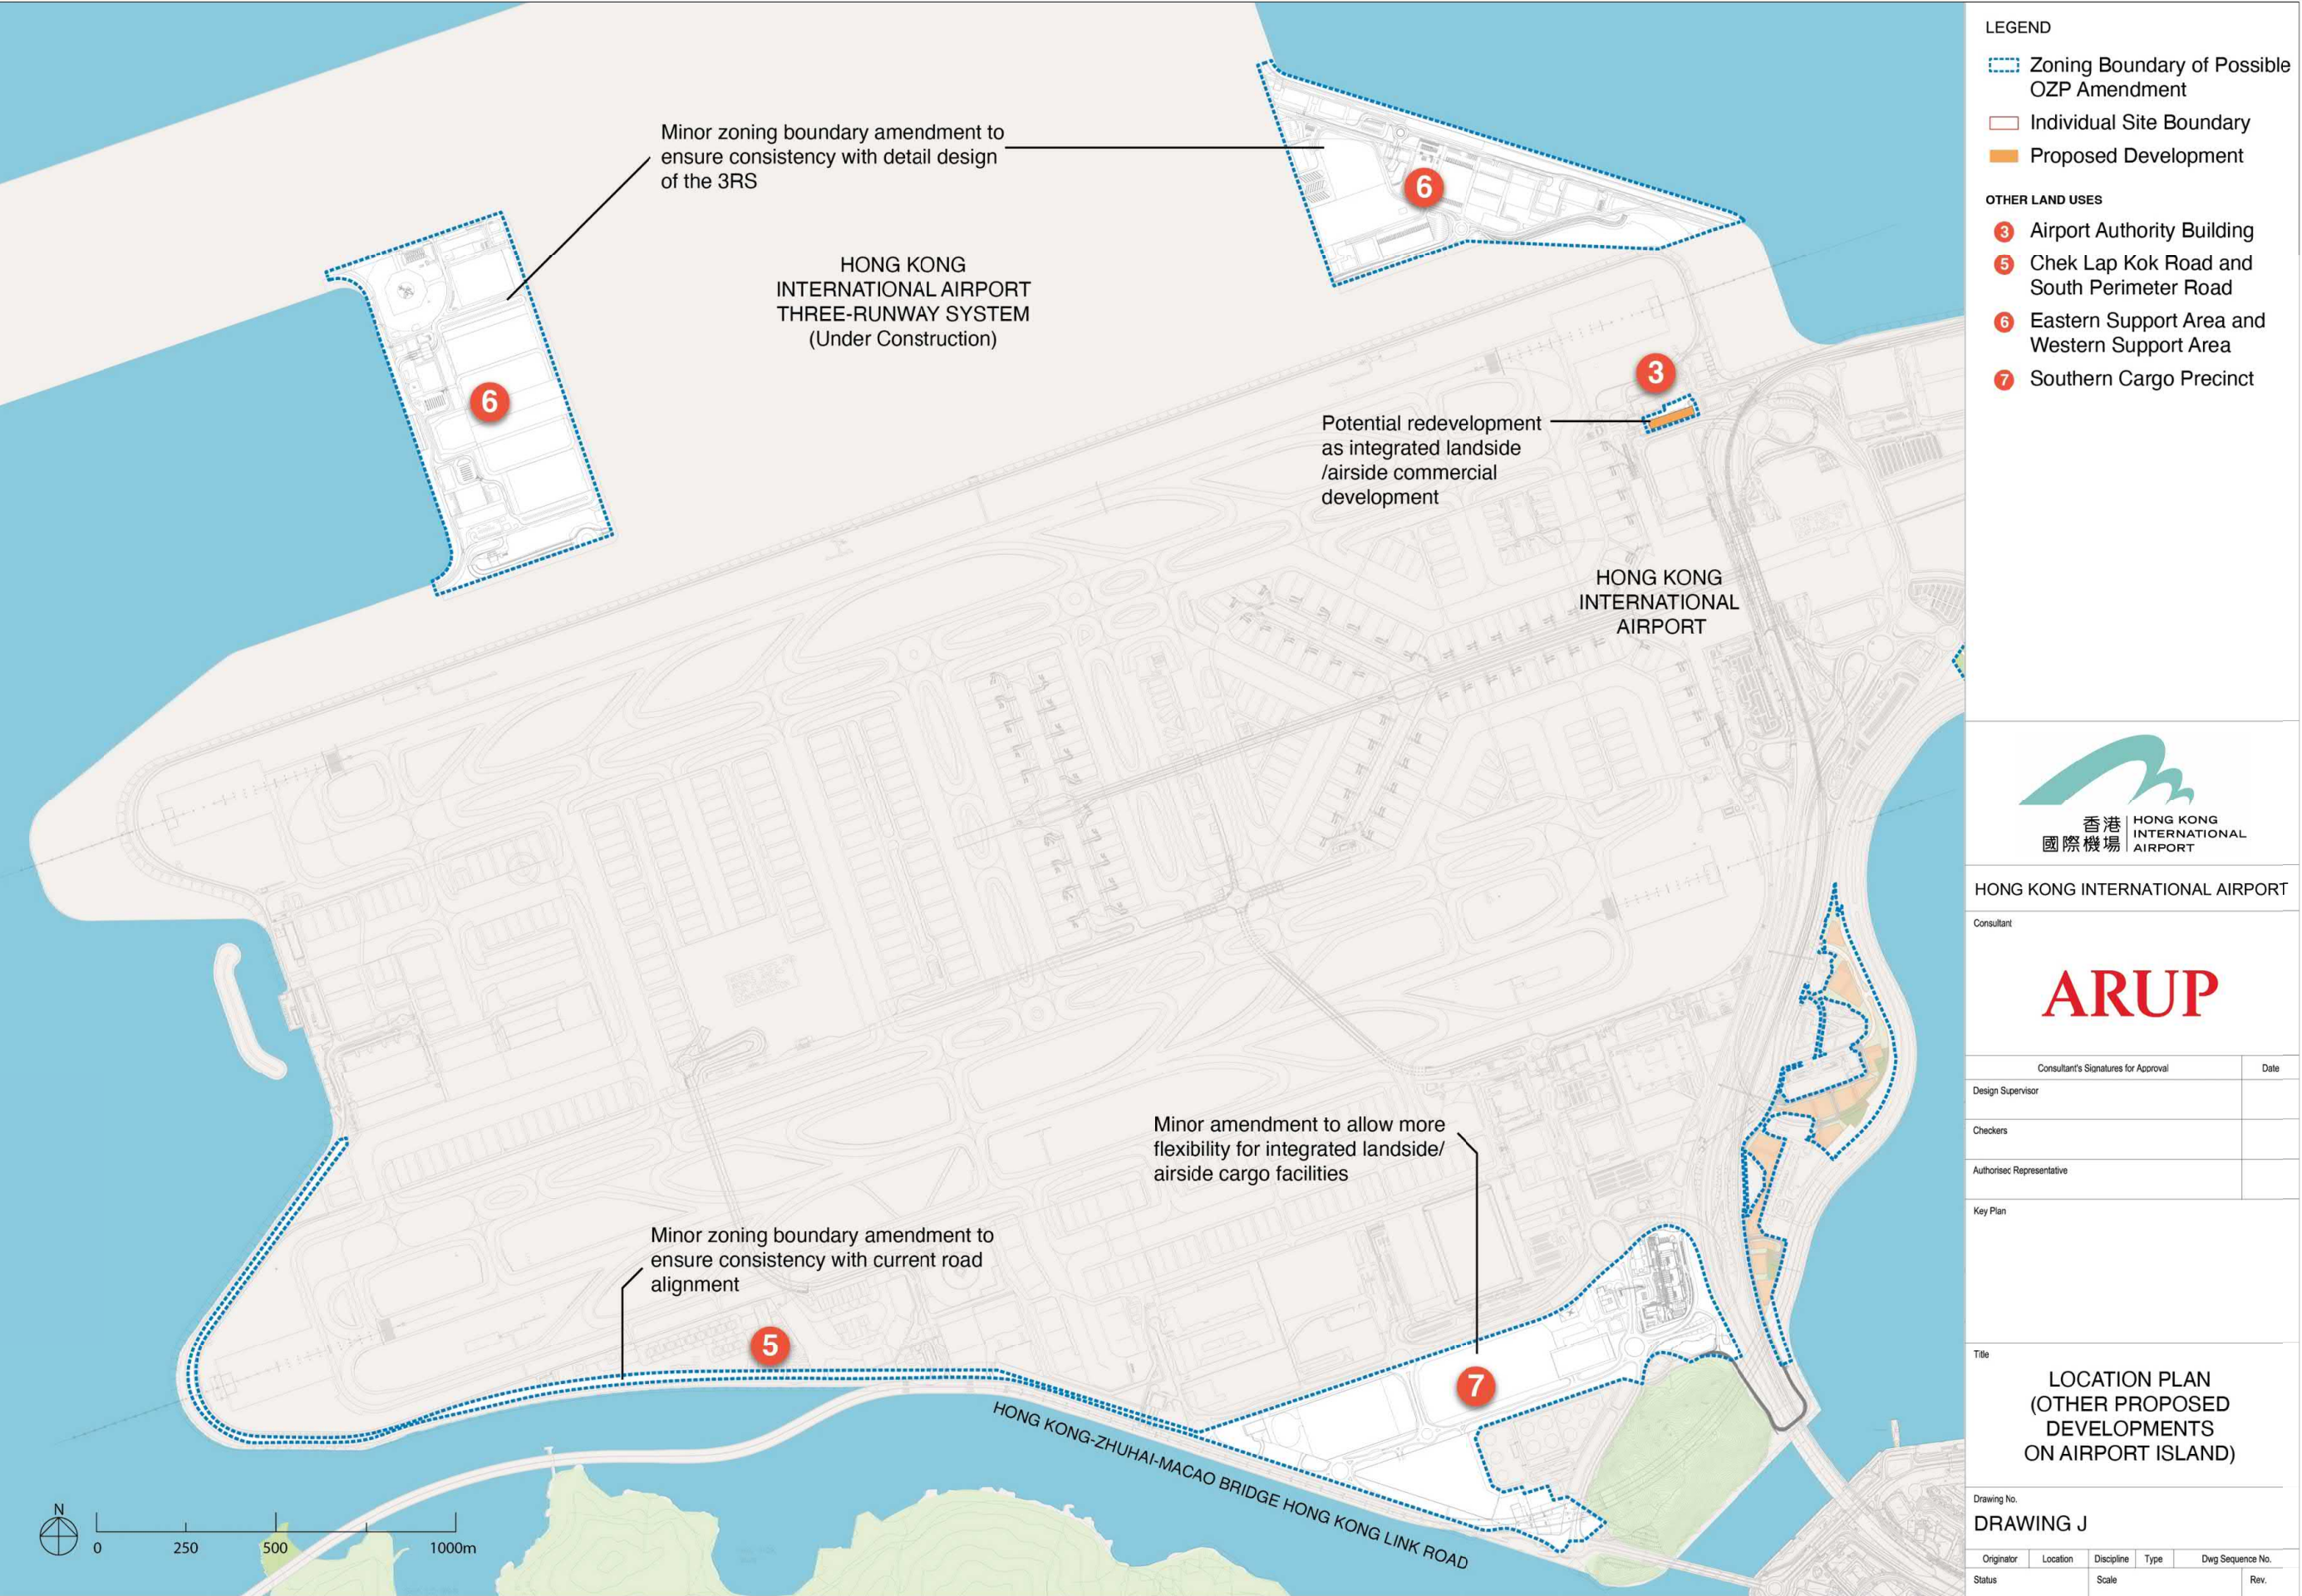 Minor zoning boundary amendment to
ensure consistency with detail design
of the 3RS
6
6
HONG KONG
INTERNATIONAL AIRPORT
THREE-RUNWAY SYSTEM
(Under Construction)
3
Potential redevelopment
as integrated landside
/airside commercial
development
HONG KONG
INTERNATIONAL
AIRPORT
Minor amendment to allow more
flexibility for integrated landside/
airside cargo facilities
Minor zoning boundary amendment to
ensure consistency with current road
alignment
5
7
HONG KONG-ZHUHAI-MACAO BRIDGE HONG KONG LINK ROAD
N
0 250 500 1000m
LEGEND
Zoning Boundary of Possible
OZP Amendment
Individual Site Boundary
Proposed Development
OTHER LAND USES
3 Airport Authority Building
5 Chek Lap Kok Road and
South Perimeter Road
6 Eastern Support Area and
Western Support Area
7 Southern Cargo Precinct
香港
國際機場
HONG KONG
INTERNATIONAL
AIRPORT
HONG KONG INTERNATIONAL AIRPORT
Consultant
ARUP
Consultant's Signatures for Approval Date
Design Supervisor
Checkers
Authorised Representative
Key Plan
Title
LOCATION PLAN
(OTHER PROPOSED
DEVELOPMENTS
ON AIRPORT ISLAND)
Drawing No.
DRAWING J
Originator Location Discipline Type Dwg Sequence No.
Status Scale Rev.